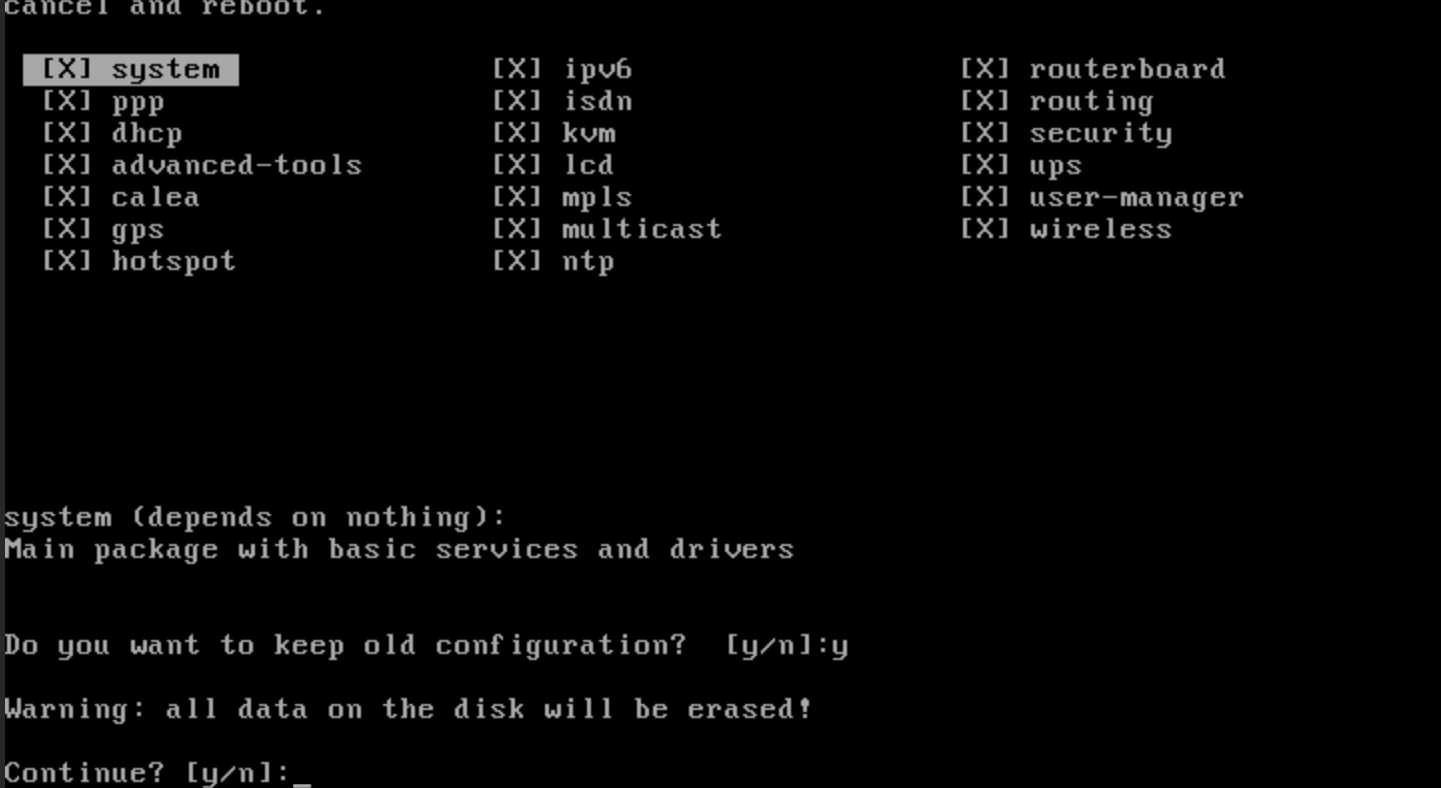 cancel and reboot.
[X] system [X] ipv6 [X] routerboard
[X] ppp [X] isdn [X] routing
[X] dhcp [X] kvm [X] security
[X] advanced-tools [X] lcd [X] ups
[X] calea [X] mpls [X] user-manager
[X] gps [X] multicast [X] wireless
[X] hotspot [X] ntp
system (depends on nothing):
Main package with basic services and drivers
Do you want to keep old configuration? [y/n]:y
Warning: all data on the disk will be erased!
Continue? [y/n]:_